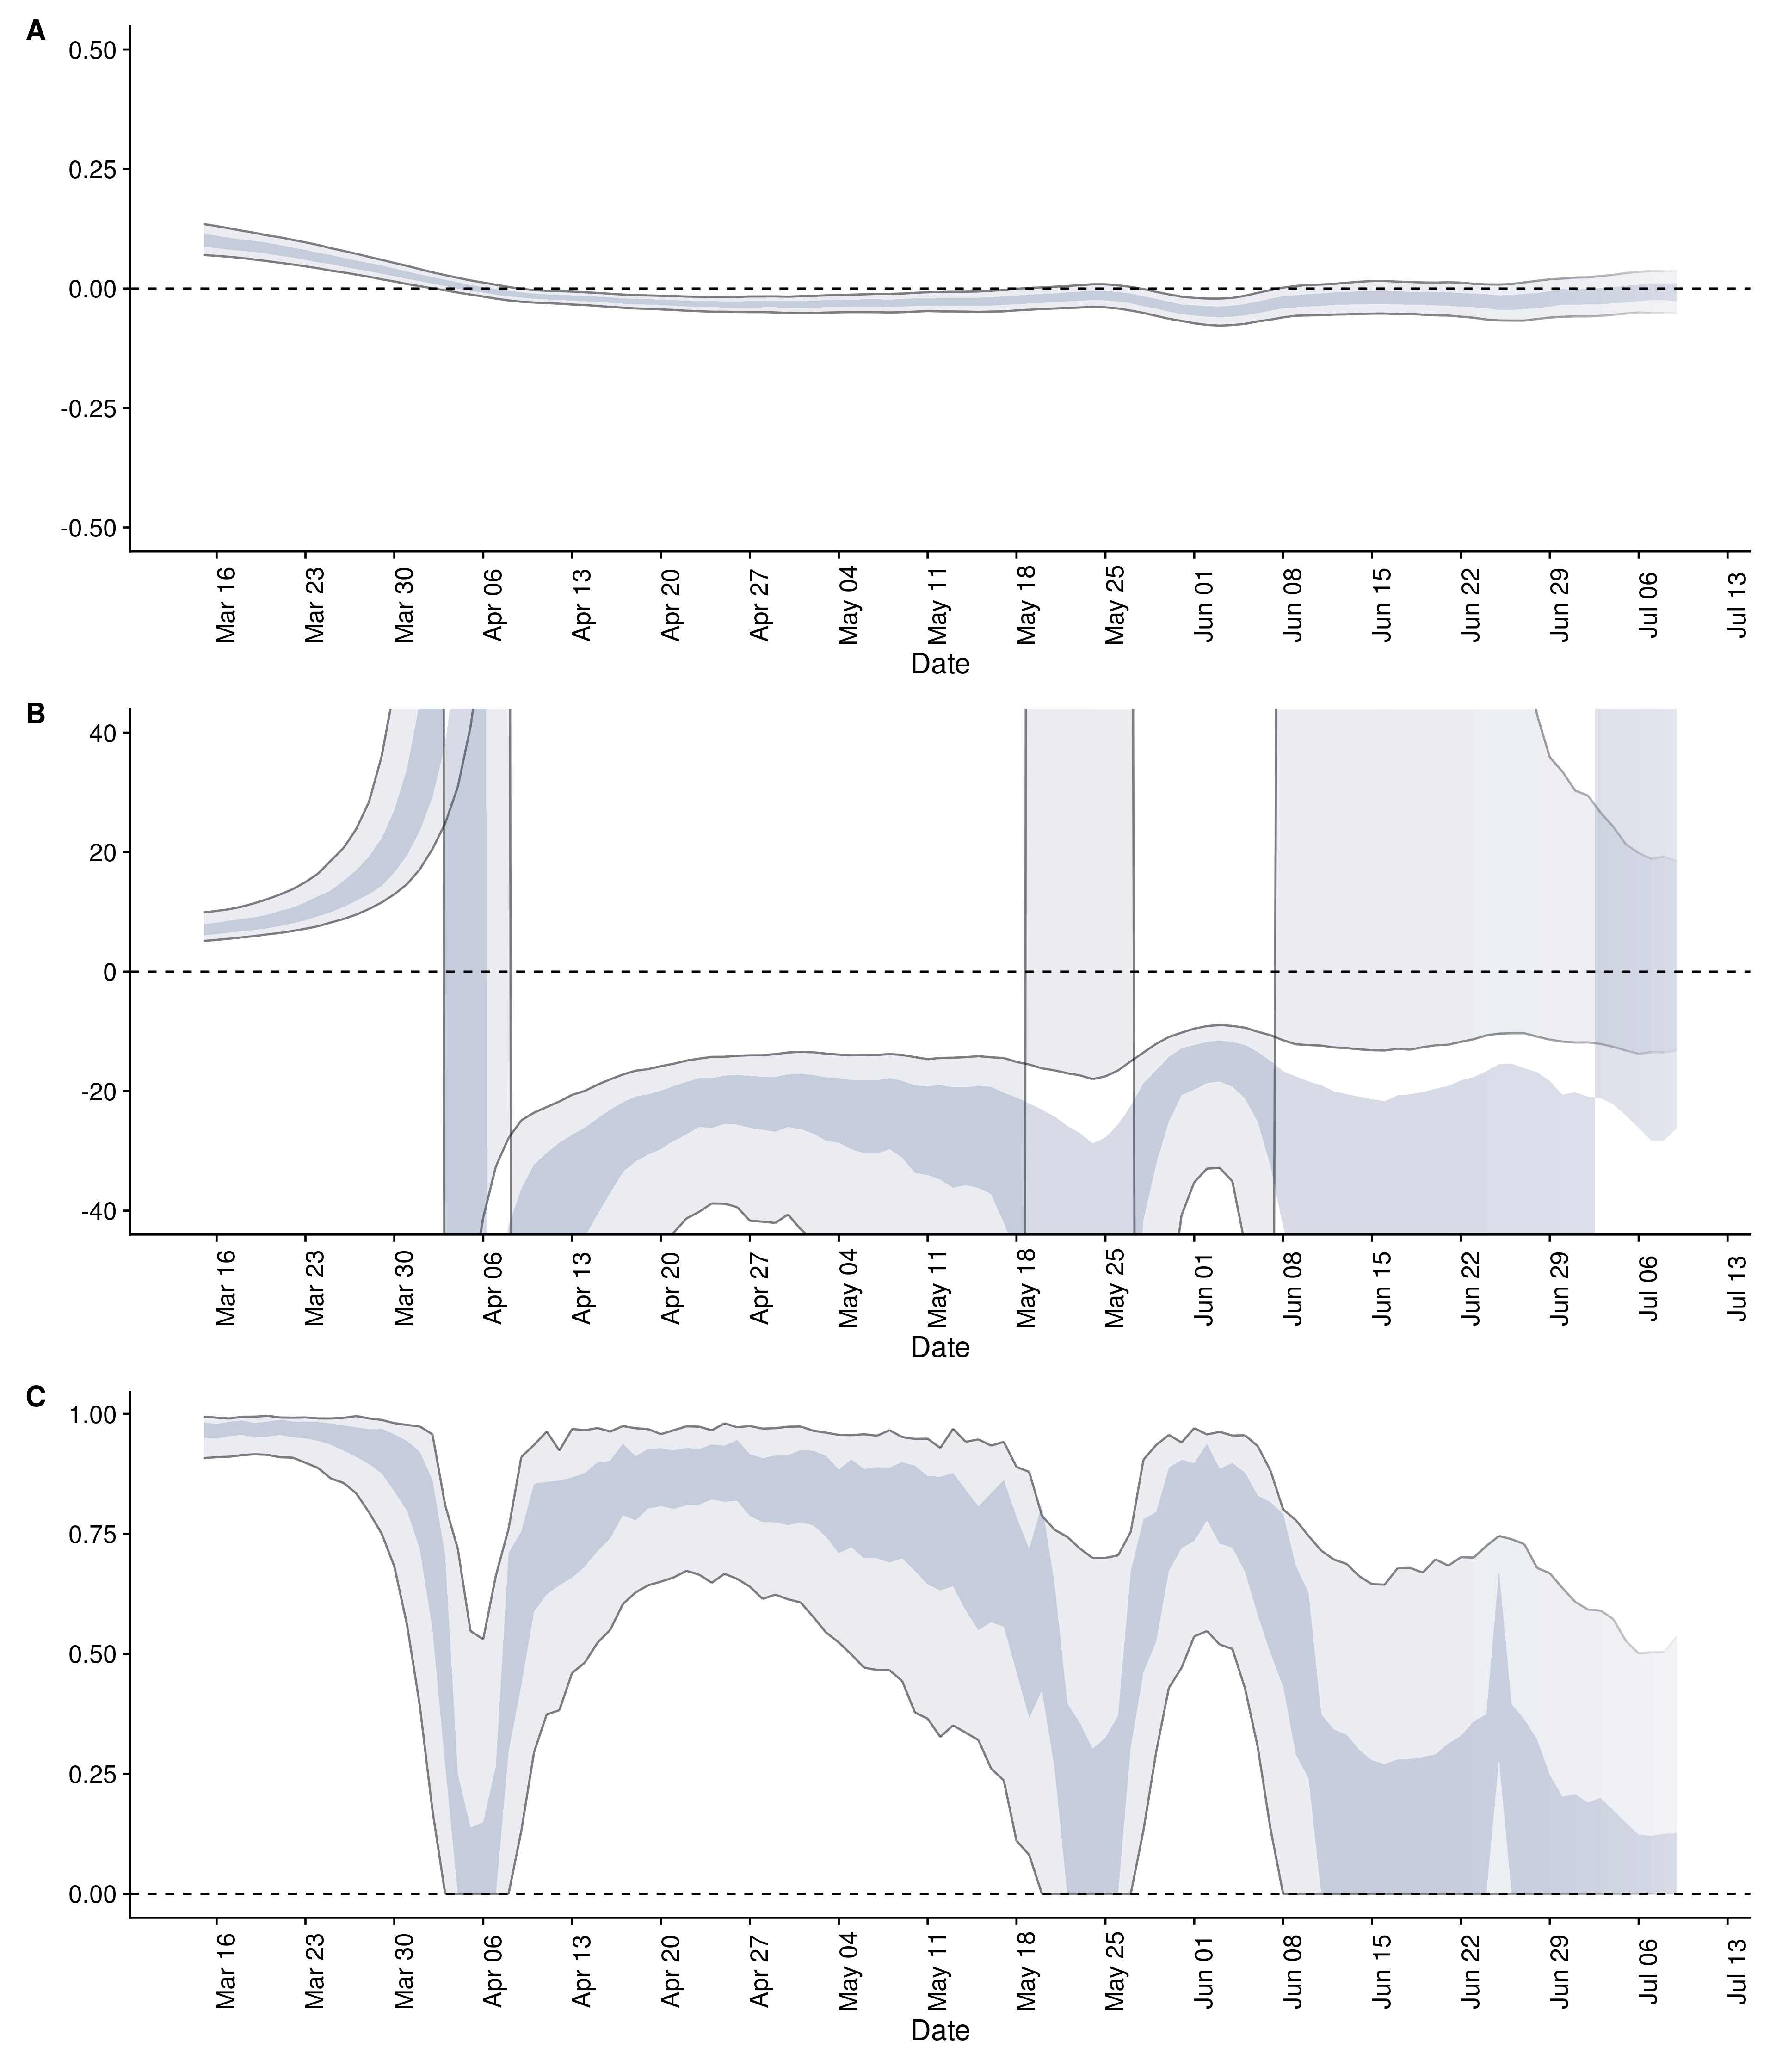 A
0.50
0.25
0.00
-0.25
-0.50
Mar 16
Mar 23
Mar 30
Apr 06
Apr 13
Apr 20
Apr 27
May 04
May 11
May 18
May 25
Jun 01
Jun 08
Jun 15
Jun 22
Jun 29
Jul 06
Jul 13
Date
B
40
20
0
-20
-40
Mar 16
Mar 23
Mar 30
Apr 06
Apr 13
Apr 20
Apr 27
May 04
May 11
May 18
May 25
Jun 01
Jun 08
Jun 15
Jun 22
Jun 29
Jul 06
Jul 13
Date
C
1.00
0.75
0.50
0.25
0.00
Mar 16
Mar 23
Mar 30
Apr 06
Apr 13
Apr 20
Apr 27
May 04
May 11
May 18
May 25
Jun 01
Jun 08
Jun 15
Jun 22
Jun 29
Jul 06
Jul 13
Date